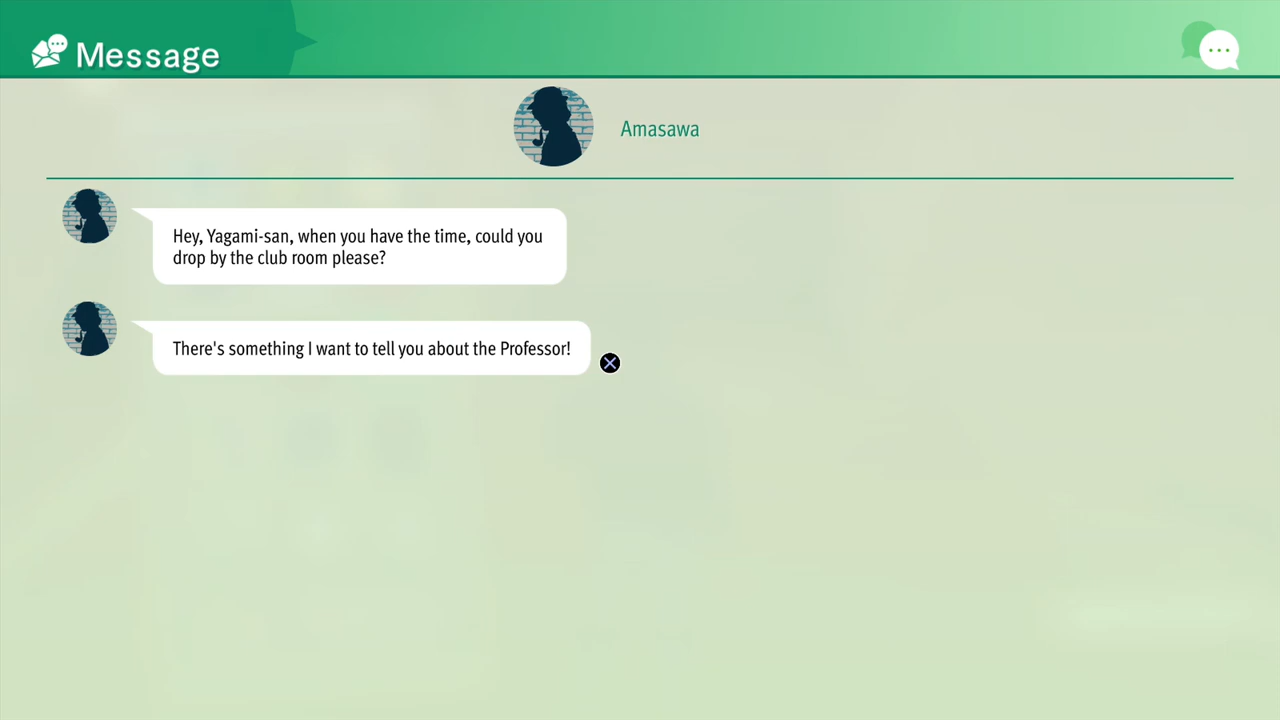 Message
Amasawa
Hey, Yagami-san, when you have the time, could you
drop by the club room please?
There's something I want to tell you about the Professor!